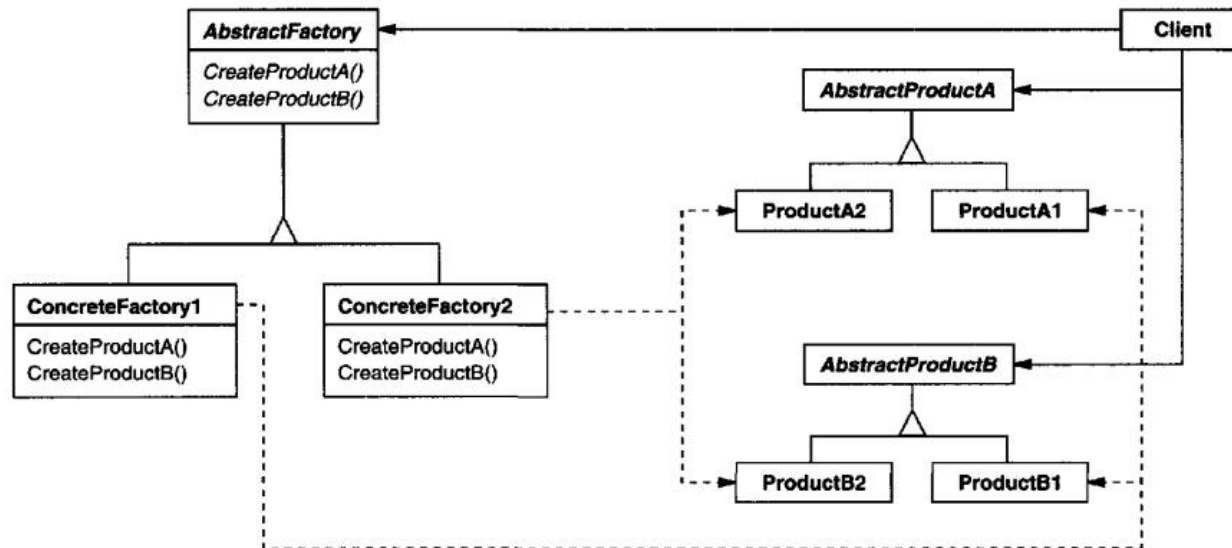 AbstractFactory
CreateProductA()
CreateProductB()
Client
AbstractProductA
ProductA2
ProductA1
ConcreteFactory1
CreateProductA()
CreateProductB()
ConcreteFactory2
CreateProductA()
CreateProductB()
AbstractProductB
ProductB2
ProductB1